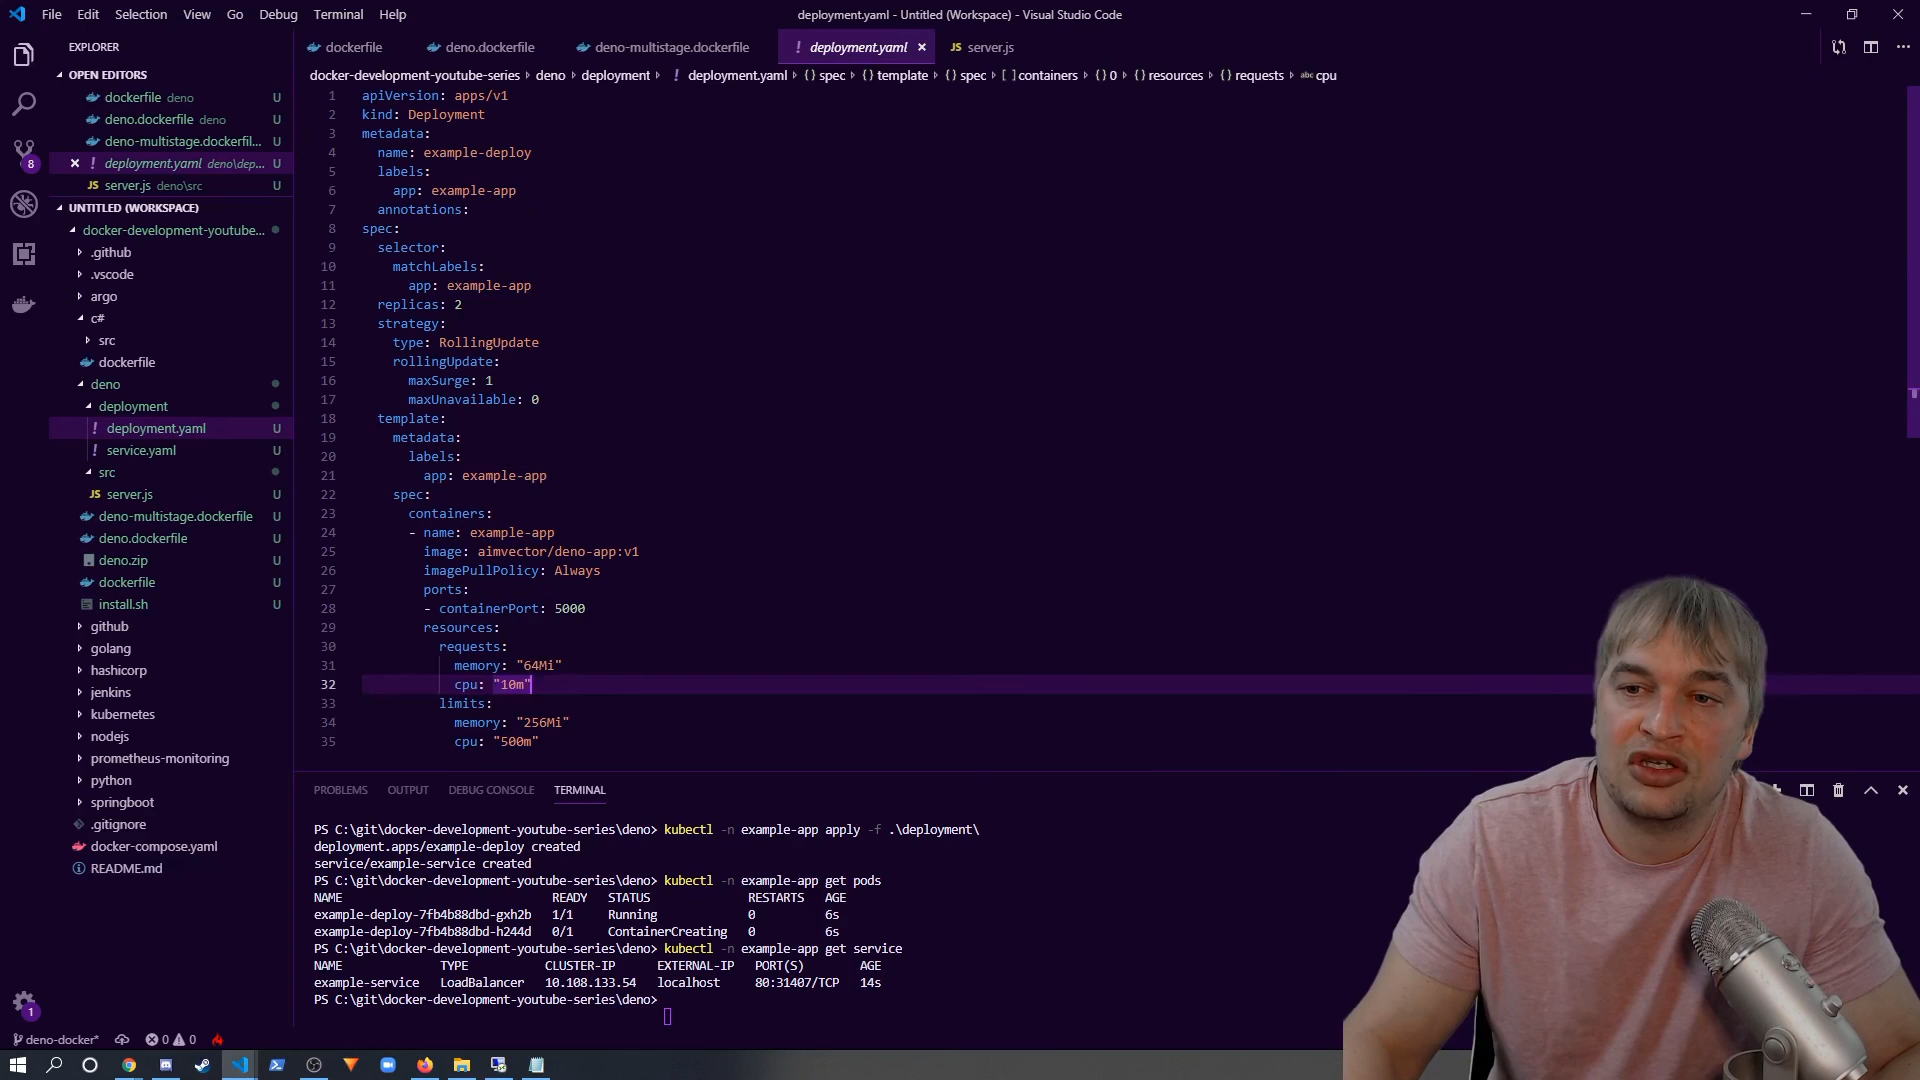 File Edit Selection View Go Debug Terminal Help
deployment.yaml - Untitled (Workspace) - Visual Studio Code
EXPLORER
OPEN EDITORS
dockerfile deno U
deno.dockerfile deno U
deno-multistage.dockerfil... U
! deployment.yaml deno\dep... U
JS server.js deno\src U
UNTITLED (WORKSPACE)
docker-development-youtube...
.github
.vscode
argo
c#
src
dockerfile
deno
deployment
! deployment.yaml U
! service.yaml U
src
JS server.js U
deno-multistage.dockerfile U
deno.dockerfile U
deno.zip U
dockerfile U
install.sh U
github
golang
hashicorp
jenkins
kubernetes
nodejs
prometheus-monitoring
python
springboot
.gitignore
docker-compose.yaml
README.md
8
1
dockerfile deno.dockerfile deno-multistage.dockerfile ! deployment.yaml JS server.js
docker-development-youtube-series deno deployment ! deployment.yaml {} spec {} template {} spec [ ] containers {} 0 {} resources {} requests abc cpu
1 apiVersion: apps/v1
2 kind: Deployment
3 metadata:
4 name: example-deploy
5 labels:
6 app: example-app
7 annotations:
8 spec:
9 selector:
10 matchLabels:
11 app: example-app
12 replicas: 2
13 strategy:
14 type: RollingUpdate
15 rollingUpdate:
16 maxSurge: 1
17 maxUnavailable: 0
18 template:
19 metadata:
20 labels:
21 app: example-app
22 spec:
23 containers:
24 - name: example-app
25 image: aimvector/deno-app:v1
26 imagePullPolicy: Always
27 ports:
28 - containerPort: 5000
29 resources:
30 requests:
31 memory: "64Mi"
32 cpu: "10m"
33 limits:
34 memory: "256Mi"
35 cpu: "500m"
PROBLEMS OUTPUT DEBUG CONSOLE TERMINAL
PS C:\git\docker-development-youtube-series\deno> kubectl -n example-app apply -f .\deployment\
deployment.apps/example-deploy created
service/example-service created
PS C:\git\docker-development-youtube-series\deno> kubectl -n example-app get pods
NAME READY STATUS RESTARTS AGE
example-deploy-7fb4b88dbd-gxh2b 1/1 Running 0 6s
example-deploy-7fb4b88dbd-h244d 0/1 ContainerCreating 0 6s
PS C:\git\docker-development-youtube-series\deno> kubectl -n example-app get service
NAME TYPE CLUSTER-IP EXTERNAL-IP PORT(S) AGE
example-service LoadBalancer 10.108.133.54 localhost 80:31407/TCP 14s
PS C:\git\docker-development-youtube-series\deno>
deno-docker* 0 0